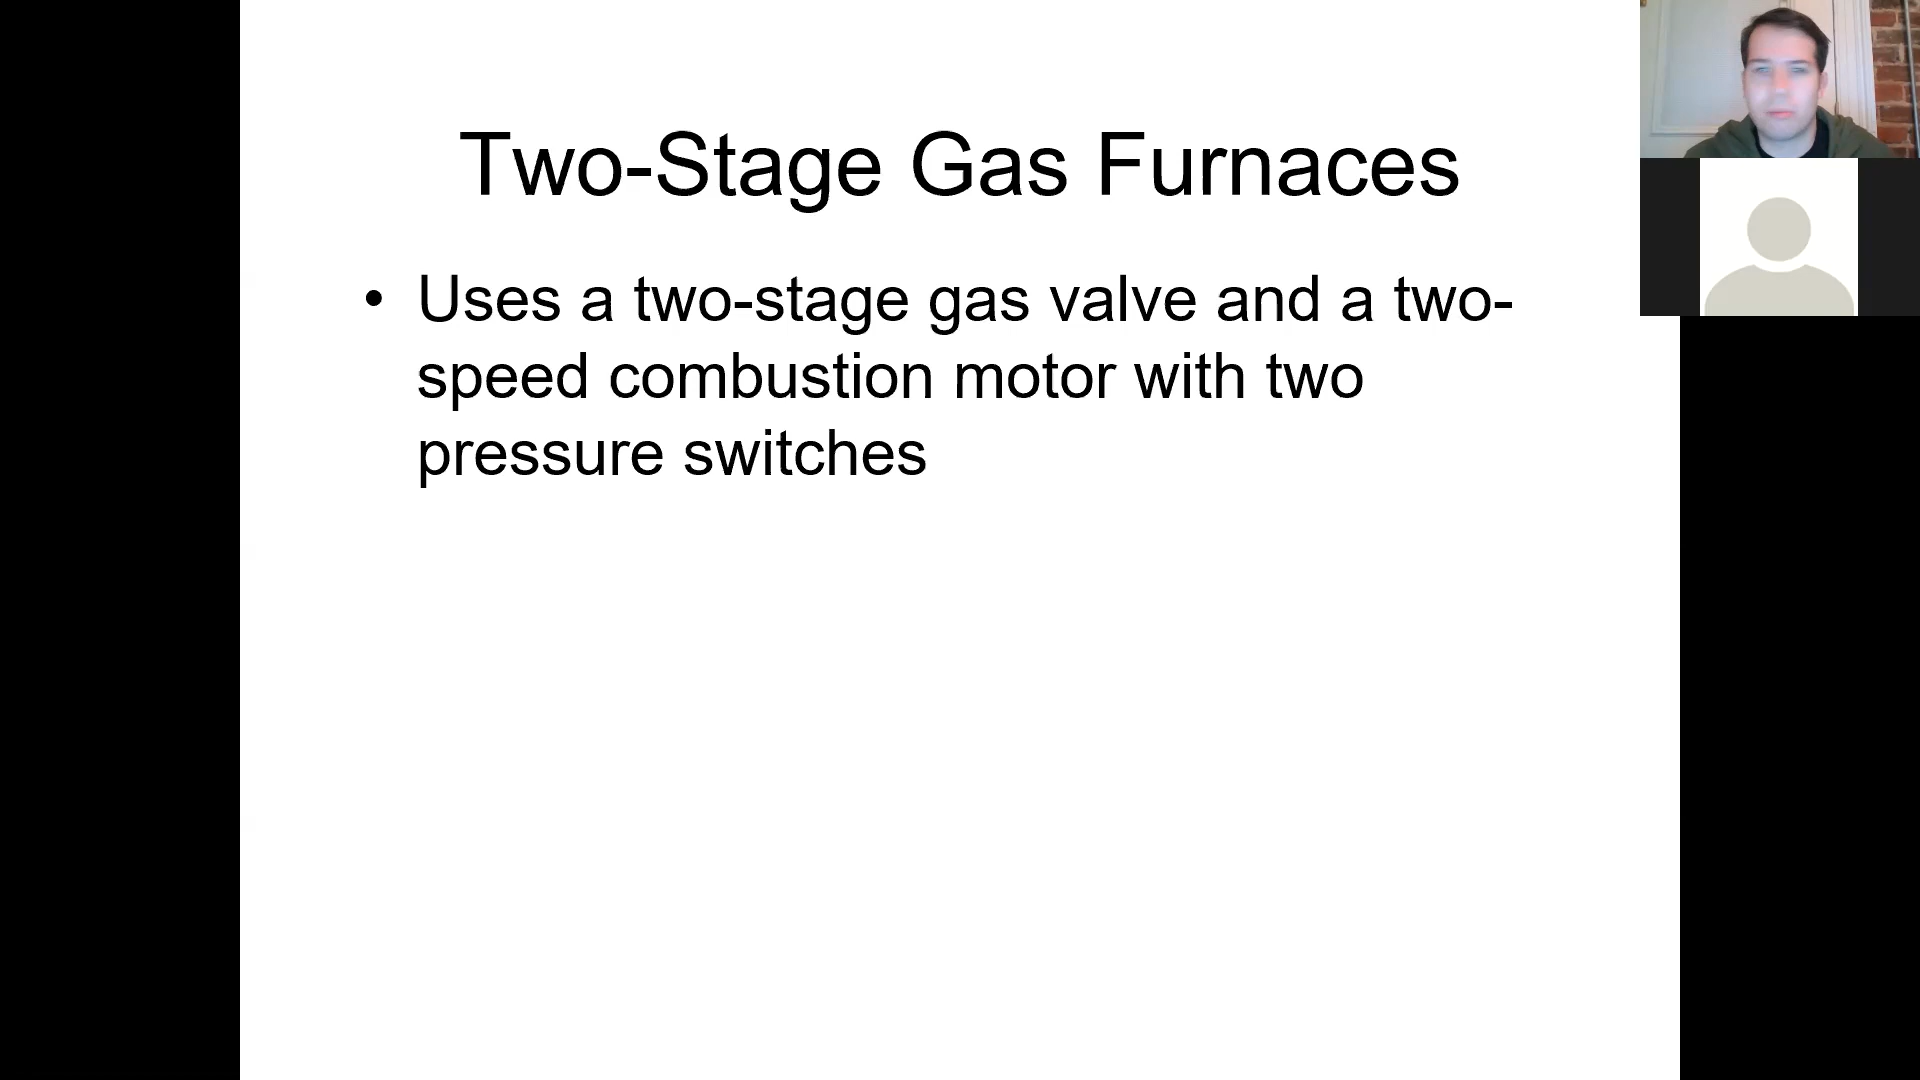 Two-Stage Gas Furnaces
• Uses a two-stage gas valve and a two-
speed combustion motor with two
pressure switches